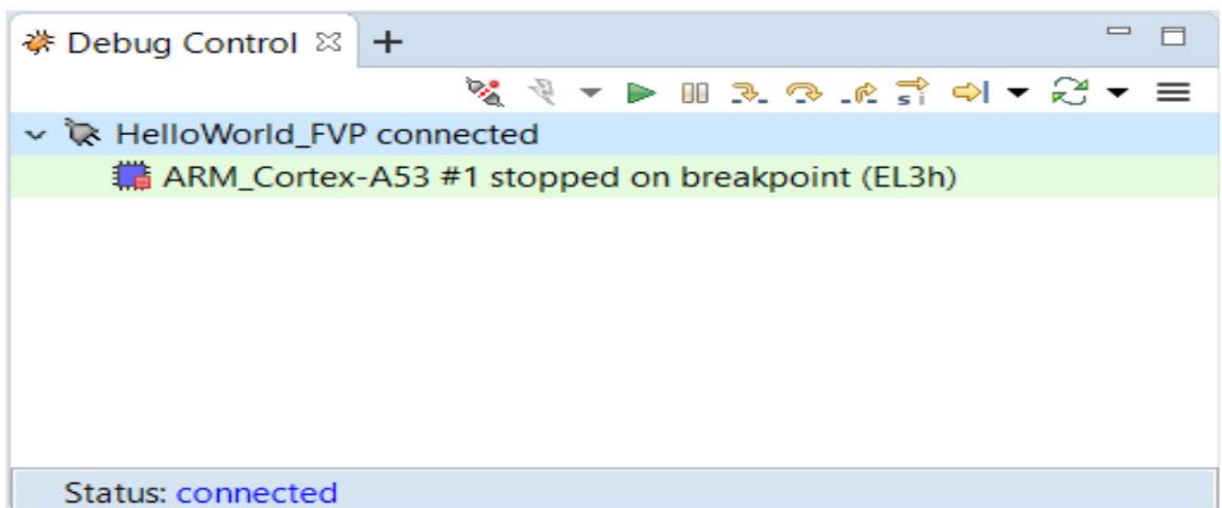 Debug Control
s i
HelloWorld_FVP connected
ARM_Cortex-A53 #1 stopped on breakpoint (EL3h)
Status: connected